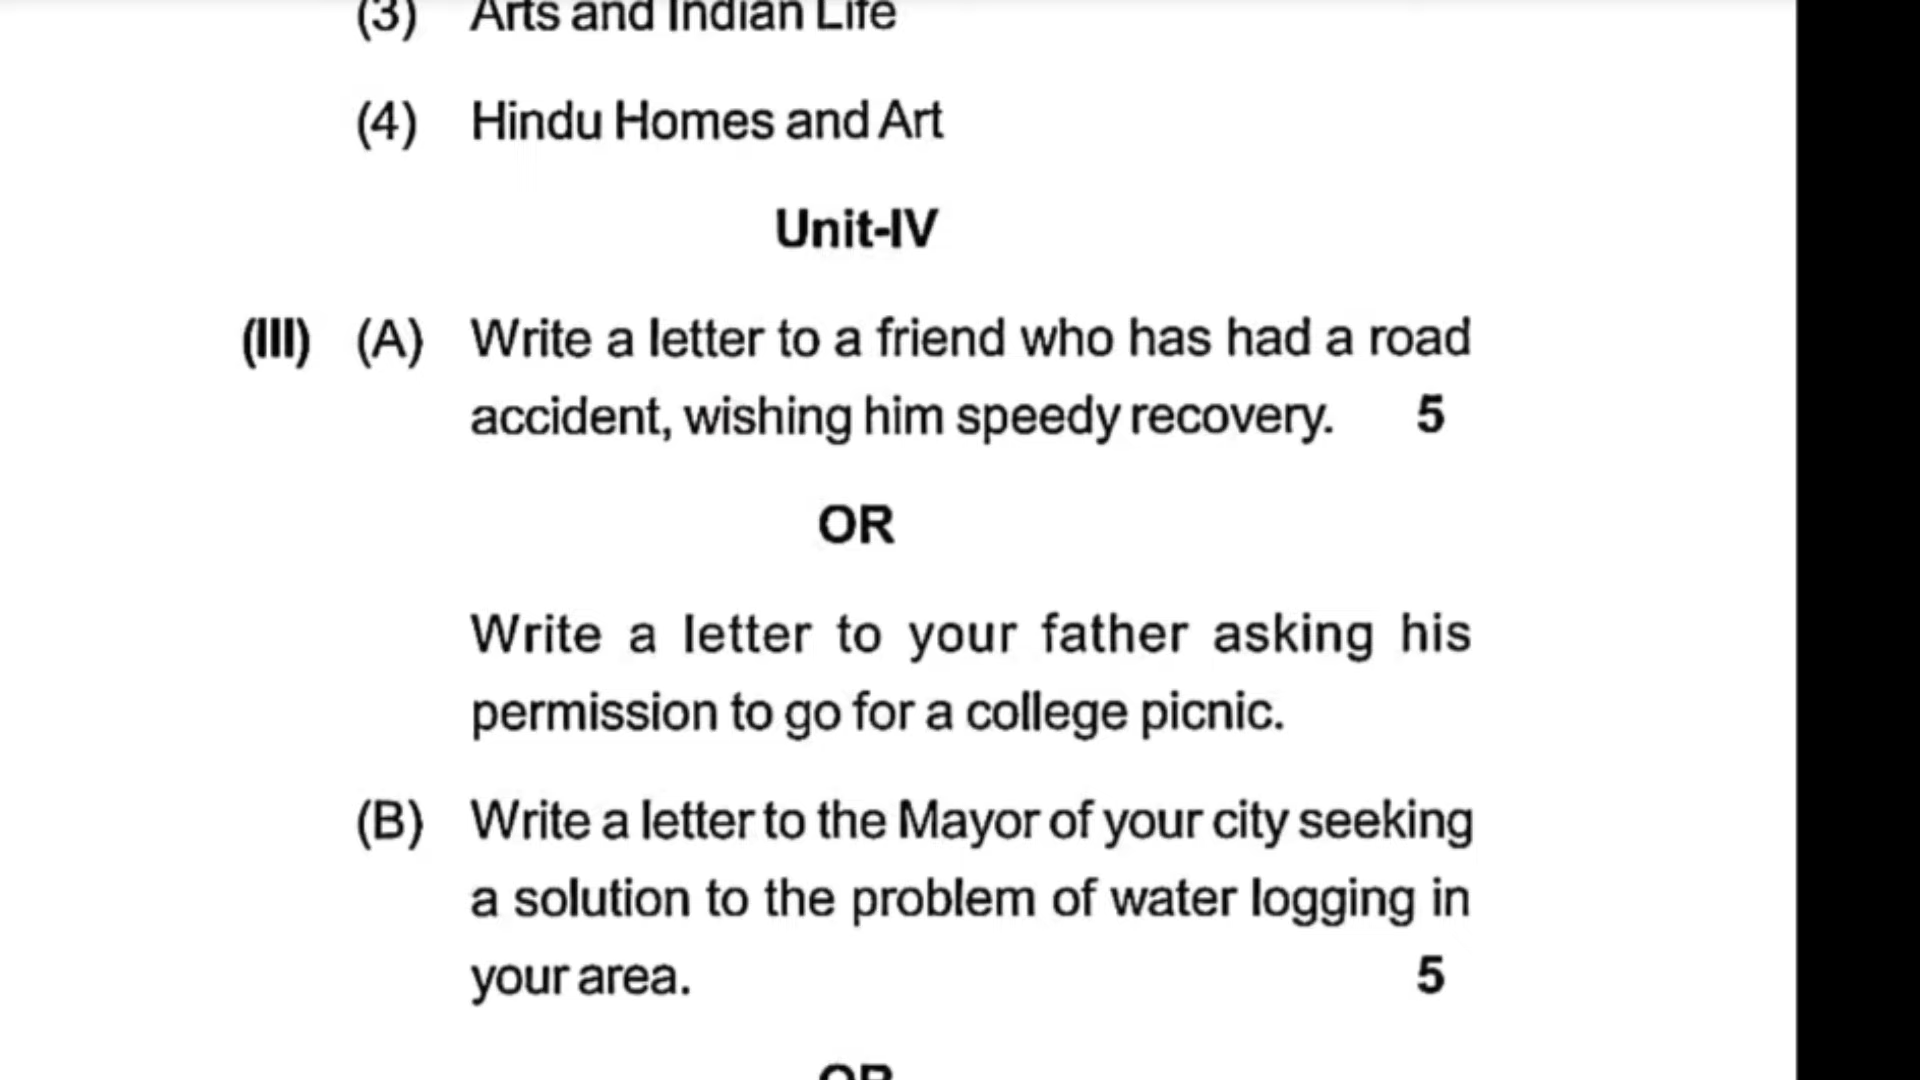 (3) Arts and Indian Life
(4) Hindu Homes and Art
Unit-IV
(III) (A) Write a letter to a friend who has had a road
accident, wishing him speedy recovery. 5
OR
Write a letter to your father asking his
permission to go for a college picnic.
(B) Write a letter to the Mayor of your city seeking
a solution to the problem of water logging in
your area. 5
OR